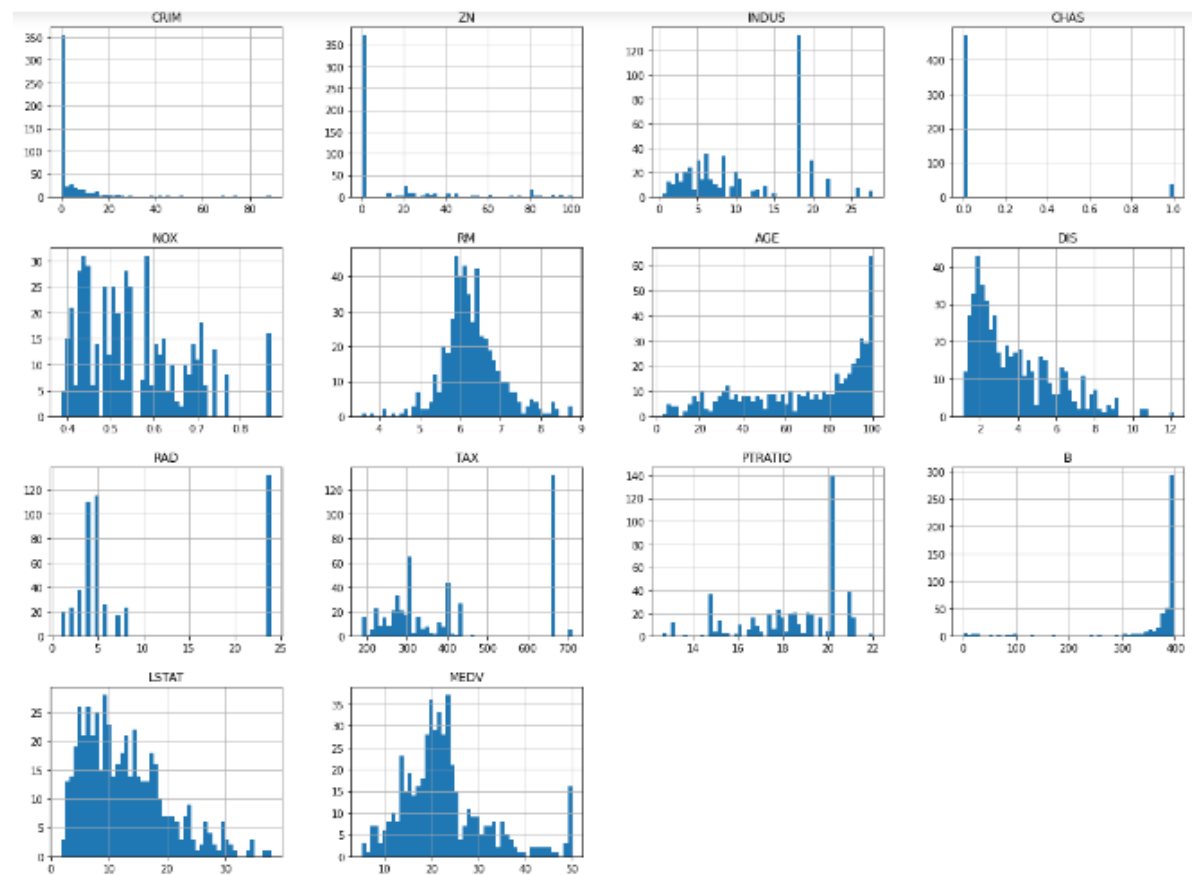 CRIM ZN INDUS CHAS
350 350 120 400
300 300 100
250 250 80 300
200 200 60 200
150 150 40
100 100 20 100
50 50
0 0 0 0
0 20 40 60 80 0 20 40 60 80 100 0 5 10 15 20 25 0.0 0.2 0.4 0.6 0.8 1.0
NOX RM AGE DIS
30 40 60 40
25 50
20 30 40 30
15 20 30 20
10 20
5 10 10 10
0 0 0 0
0.4 0.5 0.6 0.7 0.8 4 5 6 7 8 9 0 20 40 60 80 100 2 4 6 8 10 12
RAD TAX PTRATIO B
120 120 140 300
100 100 120 250
80 80 100 200
60 60 80 150
40 40 60 100
20 20 40 50
0 0 20 0
0
0 5 10 15 20 25 200 300 400 500 600 700 14 16 18 20 22 0 100 200 300 400
LSTAT MEDV
25 35
20 30
15 25
10 20
5 15
0 10
5
0
0 10 20 30 10 20 30 40 50